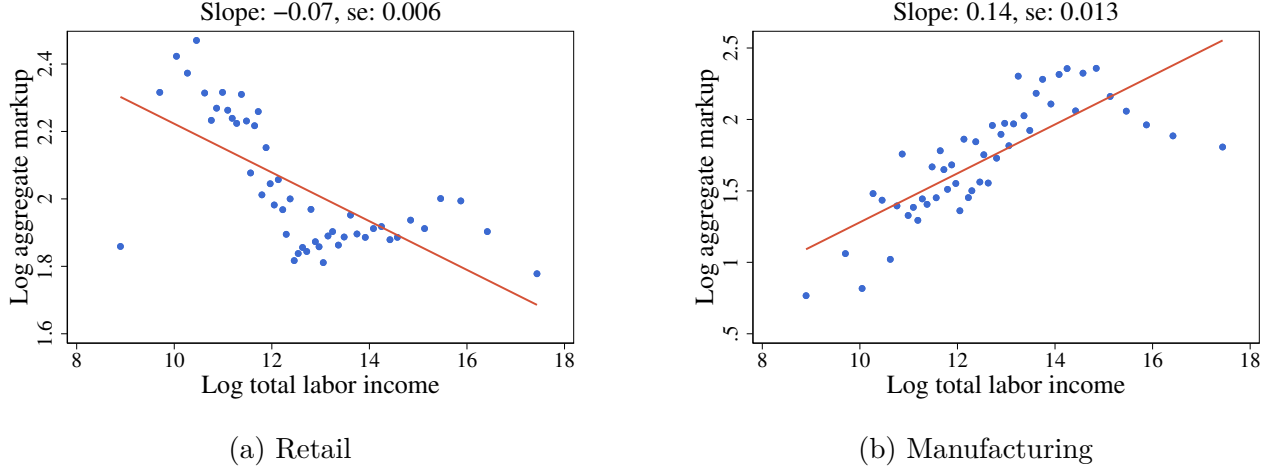 Slope: −0.07, se: 0.006
Log aggregate markup
2.4
2.2
2
1.8
1.6
8 10 12 14 16 18
Log total labor income
(a) Retail
Slope: 0.14, se: 0.013
Log aggregate markup
2.5
2
1.5
1
.5
8 10 12 14 16 18
Log total labor income
(b) Manufacturing